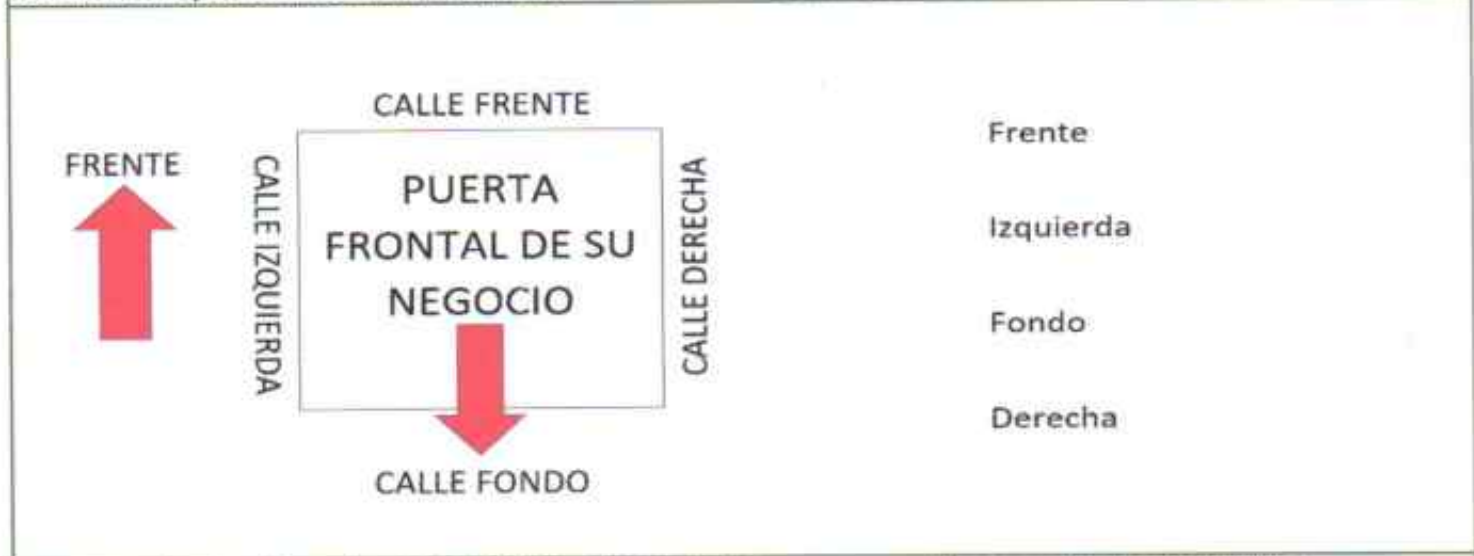 CALLE FRENTE
FRENTE
CALLE IZQUIERDA
PUERTA
FRONTAL DE SU
NEGOCIO
CALLE DERECHA
CALLE FONDO
Frente
Izquierda
Fondo
Derecha